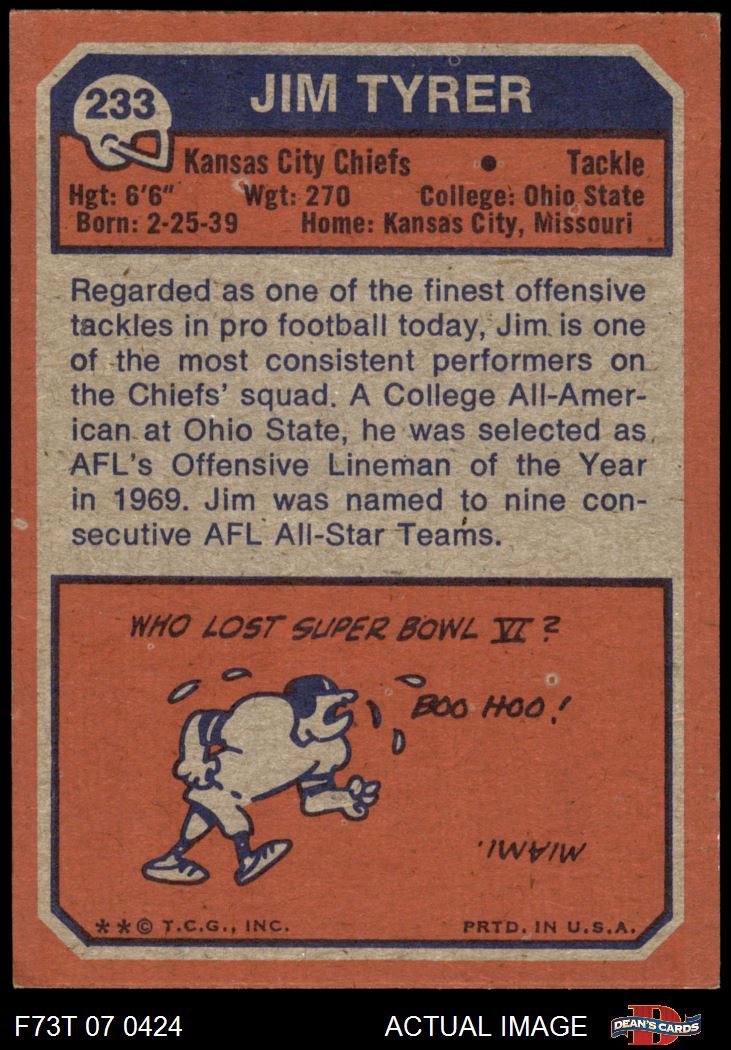 233
JIM TYRER
Kansas City Chiefs • Tackle
Hgt: 6'6" Wgt: 270 College: Ohio State
Born: 2-25-39 Home: Kansas City, Missouri
Regarded as one of the finest offensive
tackles in pro football today, Jim is one
of the most consistent performers on
the Chiefs' squad. A College All-Amer-
ican at Ohio State, he was selected as
AFL's Offensive Lineman of the Year
in 1969. Jim was named to nine con-
secutive AFL All-Star Teams.
WHO LOST SUPER BOWL VI?
BOO HOO!
MIAMI.
**© T.C.G., INC. PRTD. IN U.S.A.
F73T 07 0424 ACTUAL IMAGE D DEAN'S CARDS